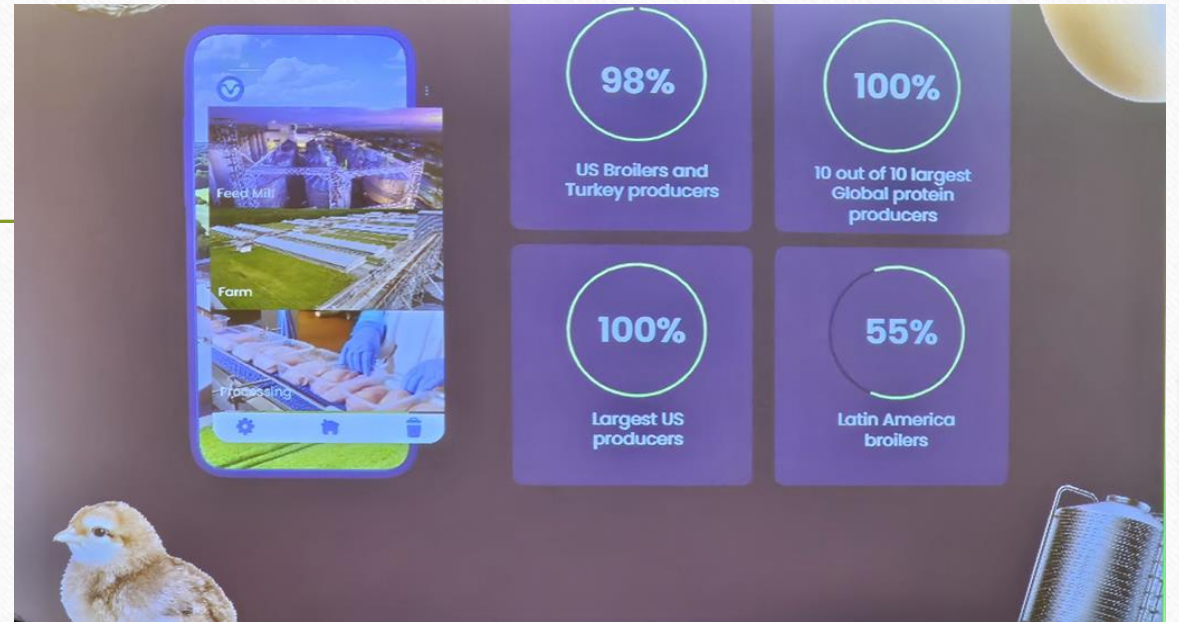 Feed Mill
Farm
Processing
98%
US Broilers and
Turkey producers
100%
10 out of 10 largest
Global protein
producers
100%
Largest US
producers
55%
Latin America
broilers